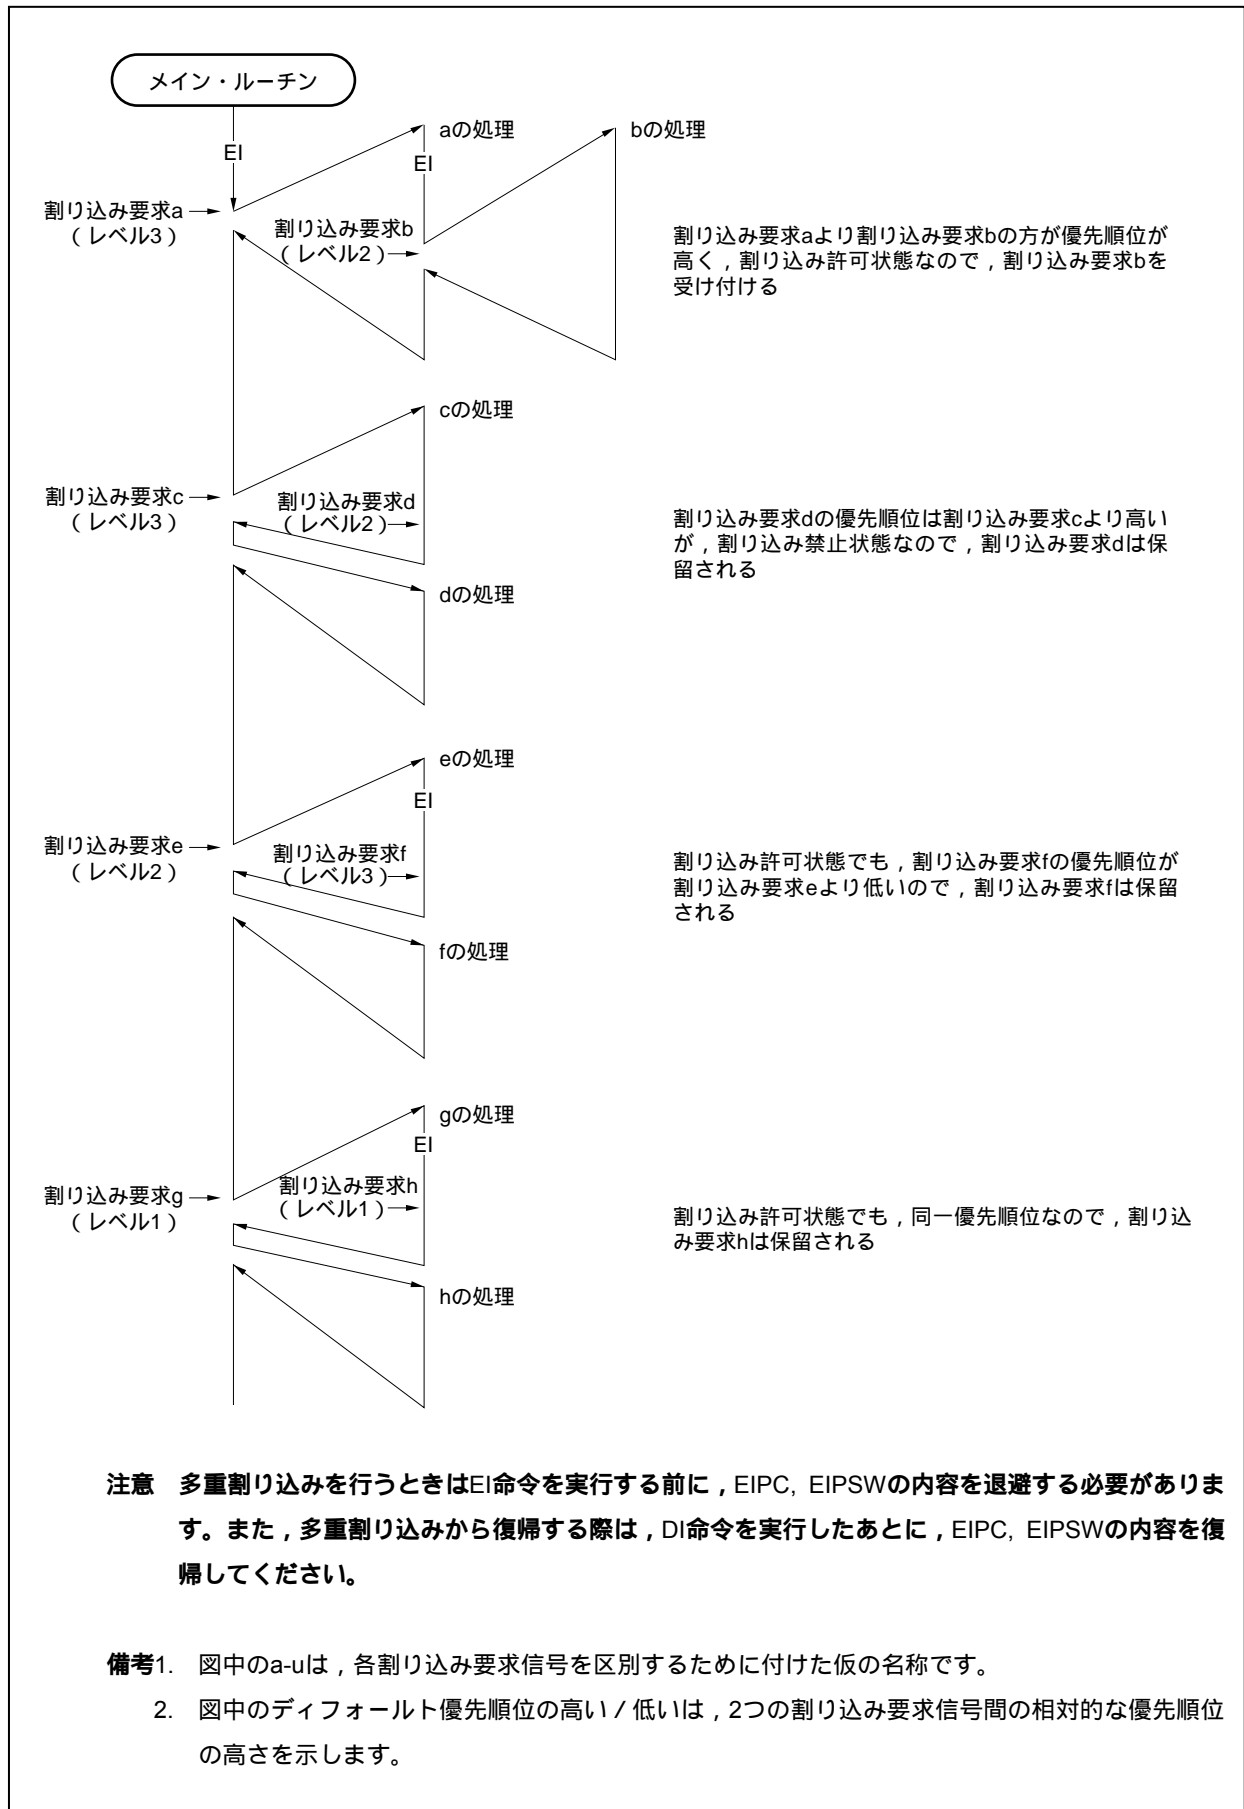 メイン・ルーチン
EI
aの処理
EI
bの処理
割り込み要求a
（レベル3）
割り込み要求b
（レベル2）
割り込み要求aより割り込み要求bの方が優先順位が
高く，割り込み許可状態なので，割り込み要求bを
受け付ける
cの処理
割り込み要求c
（レベル3）
割り込み要求d
（レベル2）
割り込み要求dの優先順位は割り込み要求cより高い
が，割り込み禁止状態なので，割り込み要求dは保
留される
dの処理
eの処理
EI
割り込み要求e
（レベル2）
割り込み要求f
（レベル3）
割り込み許可状態でも，割り込み要求fの優先順位が
割り込み要求eより低いので，割り込み要求fは保留
される
fの処理
gの処理
EI
割り込み要求g
（レベル1）
割り込み要求h
（レベル1）
割り込み許可状態でも，同一優先順位なので，割り込
み要求hは保留される
hの処理
注意　多重割り込みを行うときはEI命令を実行する前に，EIPC, EIPSWの内容を退避する必要がありま
す。また，多重割り込みから復帰する際は，DI命令を実行したあとに，EIPC, EIPSWの内容を復
帰してください。
備考1.　図中のa-uは，各割り込み要求信号を区別するために付けた仮の名称です。
2.　図中のディフォールト優先順位の高い／低いは，2つの割り込み要求信号間の相対的な優先順位
の高さを示します。